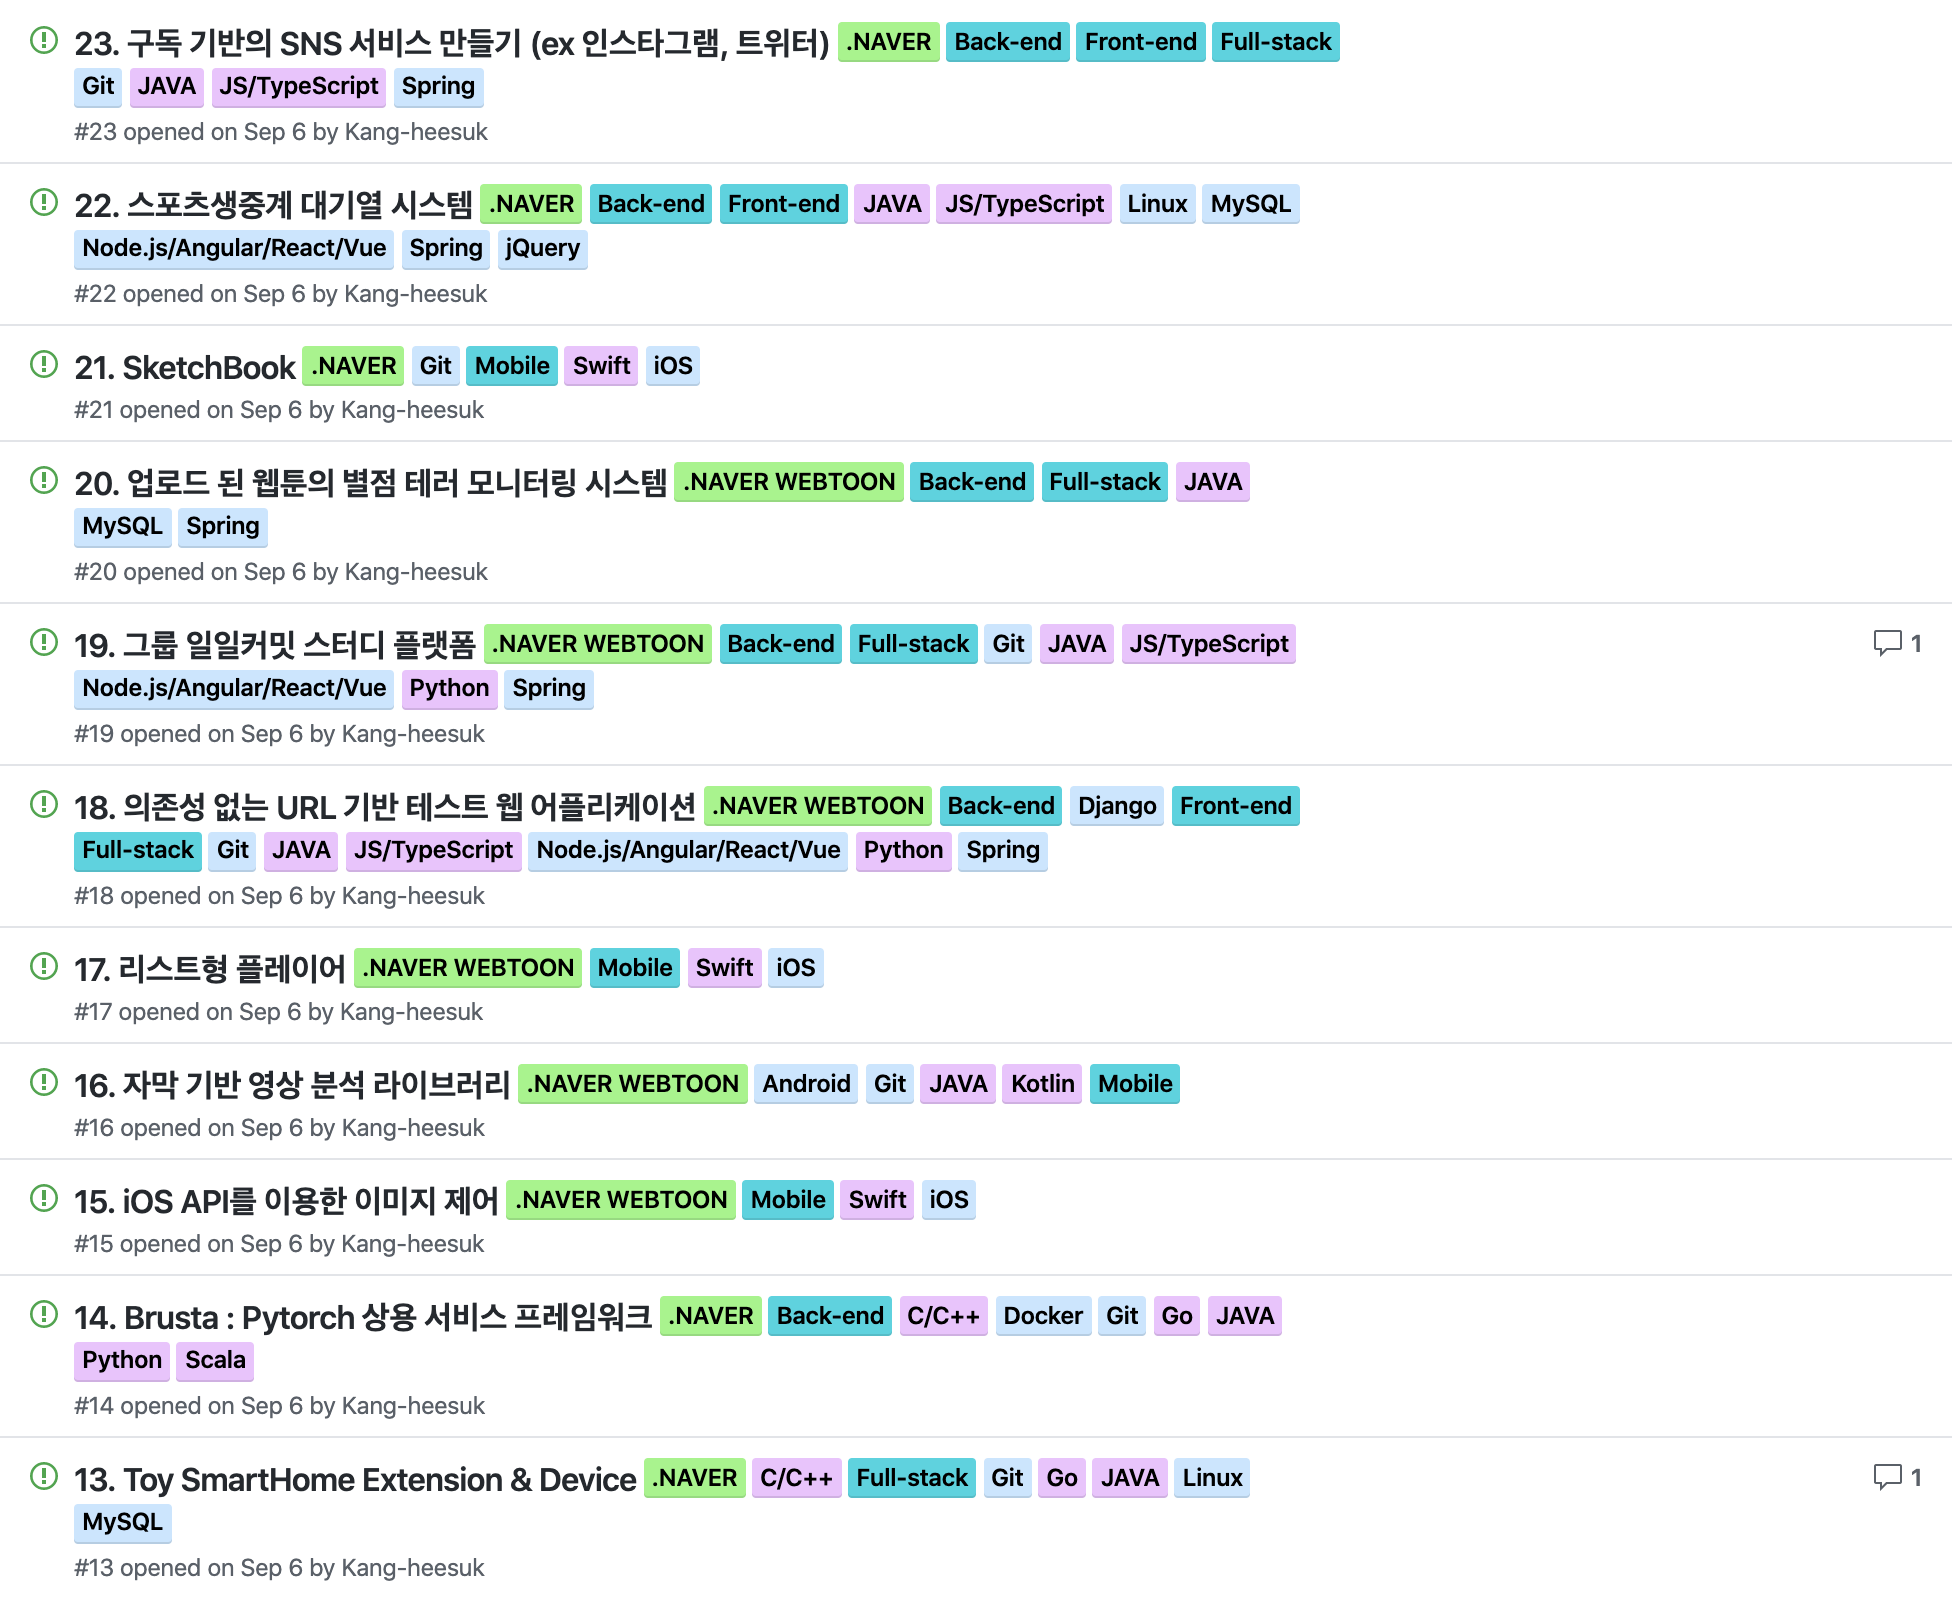 23. 구독 기반의 SNS 서비스 만들기 (ex 인스타그램, 트위터) .NAVER Back-end Front-end Full-stack
Git JAVA JS/TypeScript Spring
#23 opened on Sep 6 by Kang-heesuk
22. 스포츠생중계 대기열 시스템 .NAVER Back-end Front-end JAVA JS/TypeScript Linux MySQL
Node.js/Angular/React/Vue Spring jQuery
#22 opened on Sep 6 by Kang-heesuk
21. SketchBook .NAVER Git Mobile Swift iOS
#21 opened on Sep 6 by Kang-heesuk
20. 업로드 된 웹툰의 별점 테러 모니터링 시스템 .NAVER WEBTOON Back-end Full-stack JAVA
MySQL Spring
#20 opened on Sep 6 by Kang-heesuk
19. 그룹 일일커밋 스터디 플랫폼 .NAVER WEBTOON Back-end Full-stack Git JAVA JS/TypeScript 1
Node.js/Angular/React/Vue Python Spring
#19 opened on Sep 6 by Kang-heesuk
18. 의존성 없는 URL 기반 테스트 웹 어플리케이션 .NAVER WEBTOON Back-end Django Front-end
Full-stack Git JAVA JS/TypeScript Node.js/Angular/React/Vue Python Spring
#18 opened on Sep 6 by Kang-heesuk
17. 리스트형 플레이어 .NAVER WEBTOON Mobile Swift iOS
#17 opened on Sep 6 by Kang-heesuk
16. 자막 기반 영상 분석 라이브러리 .NAVER WEBTOON Android Git JAVA Kotlin Mobile
#16 opened on Sep 6 by Kang-heesuk
15. iOS API를 이용한 이미지 제어 .NAVER WEBTOON Mobile Swift iOS
#15 opened on Sep 6 by Kang-heesuk
14. Brusta : Pytorch 상용 서비스 프레임워크 .NAVER Back-end C/C++ Docker Git Go JAVA
Python Scala
#14 opened on Sep 6 by Kang-heesuk
13. Toy SmartHome Extension & Device .NAVER C/C++ Full-stack Git Go JAVA Linux 1
MySQL
#13 opened on Sep 6 by Kang-heesuk